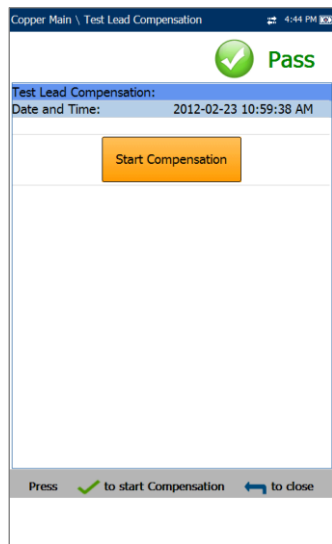 Copper Main \ Test Lead Compensation 4:44 PM
Pass
Test Lead Compensation:
Date and Time: 2012-02-23 10:59:38 AM
Start Compensation
Press to start Compensation to close